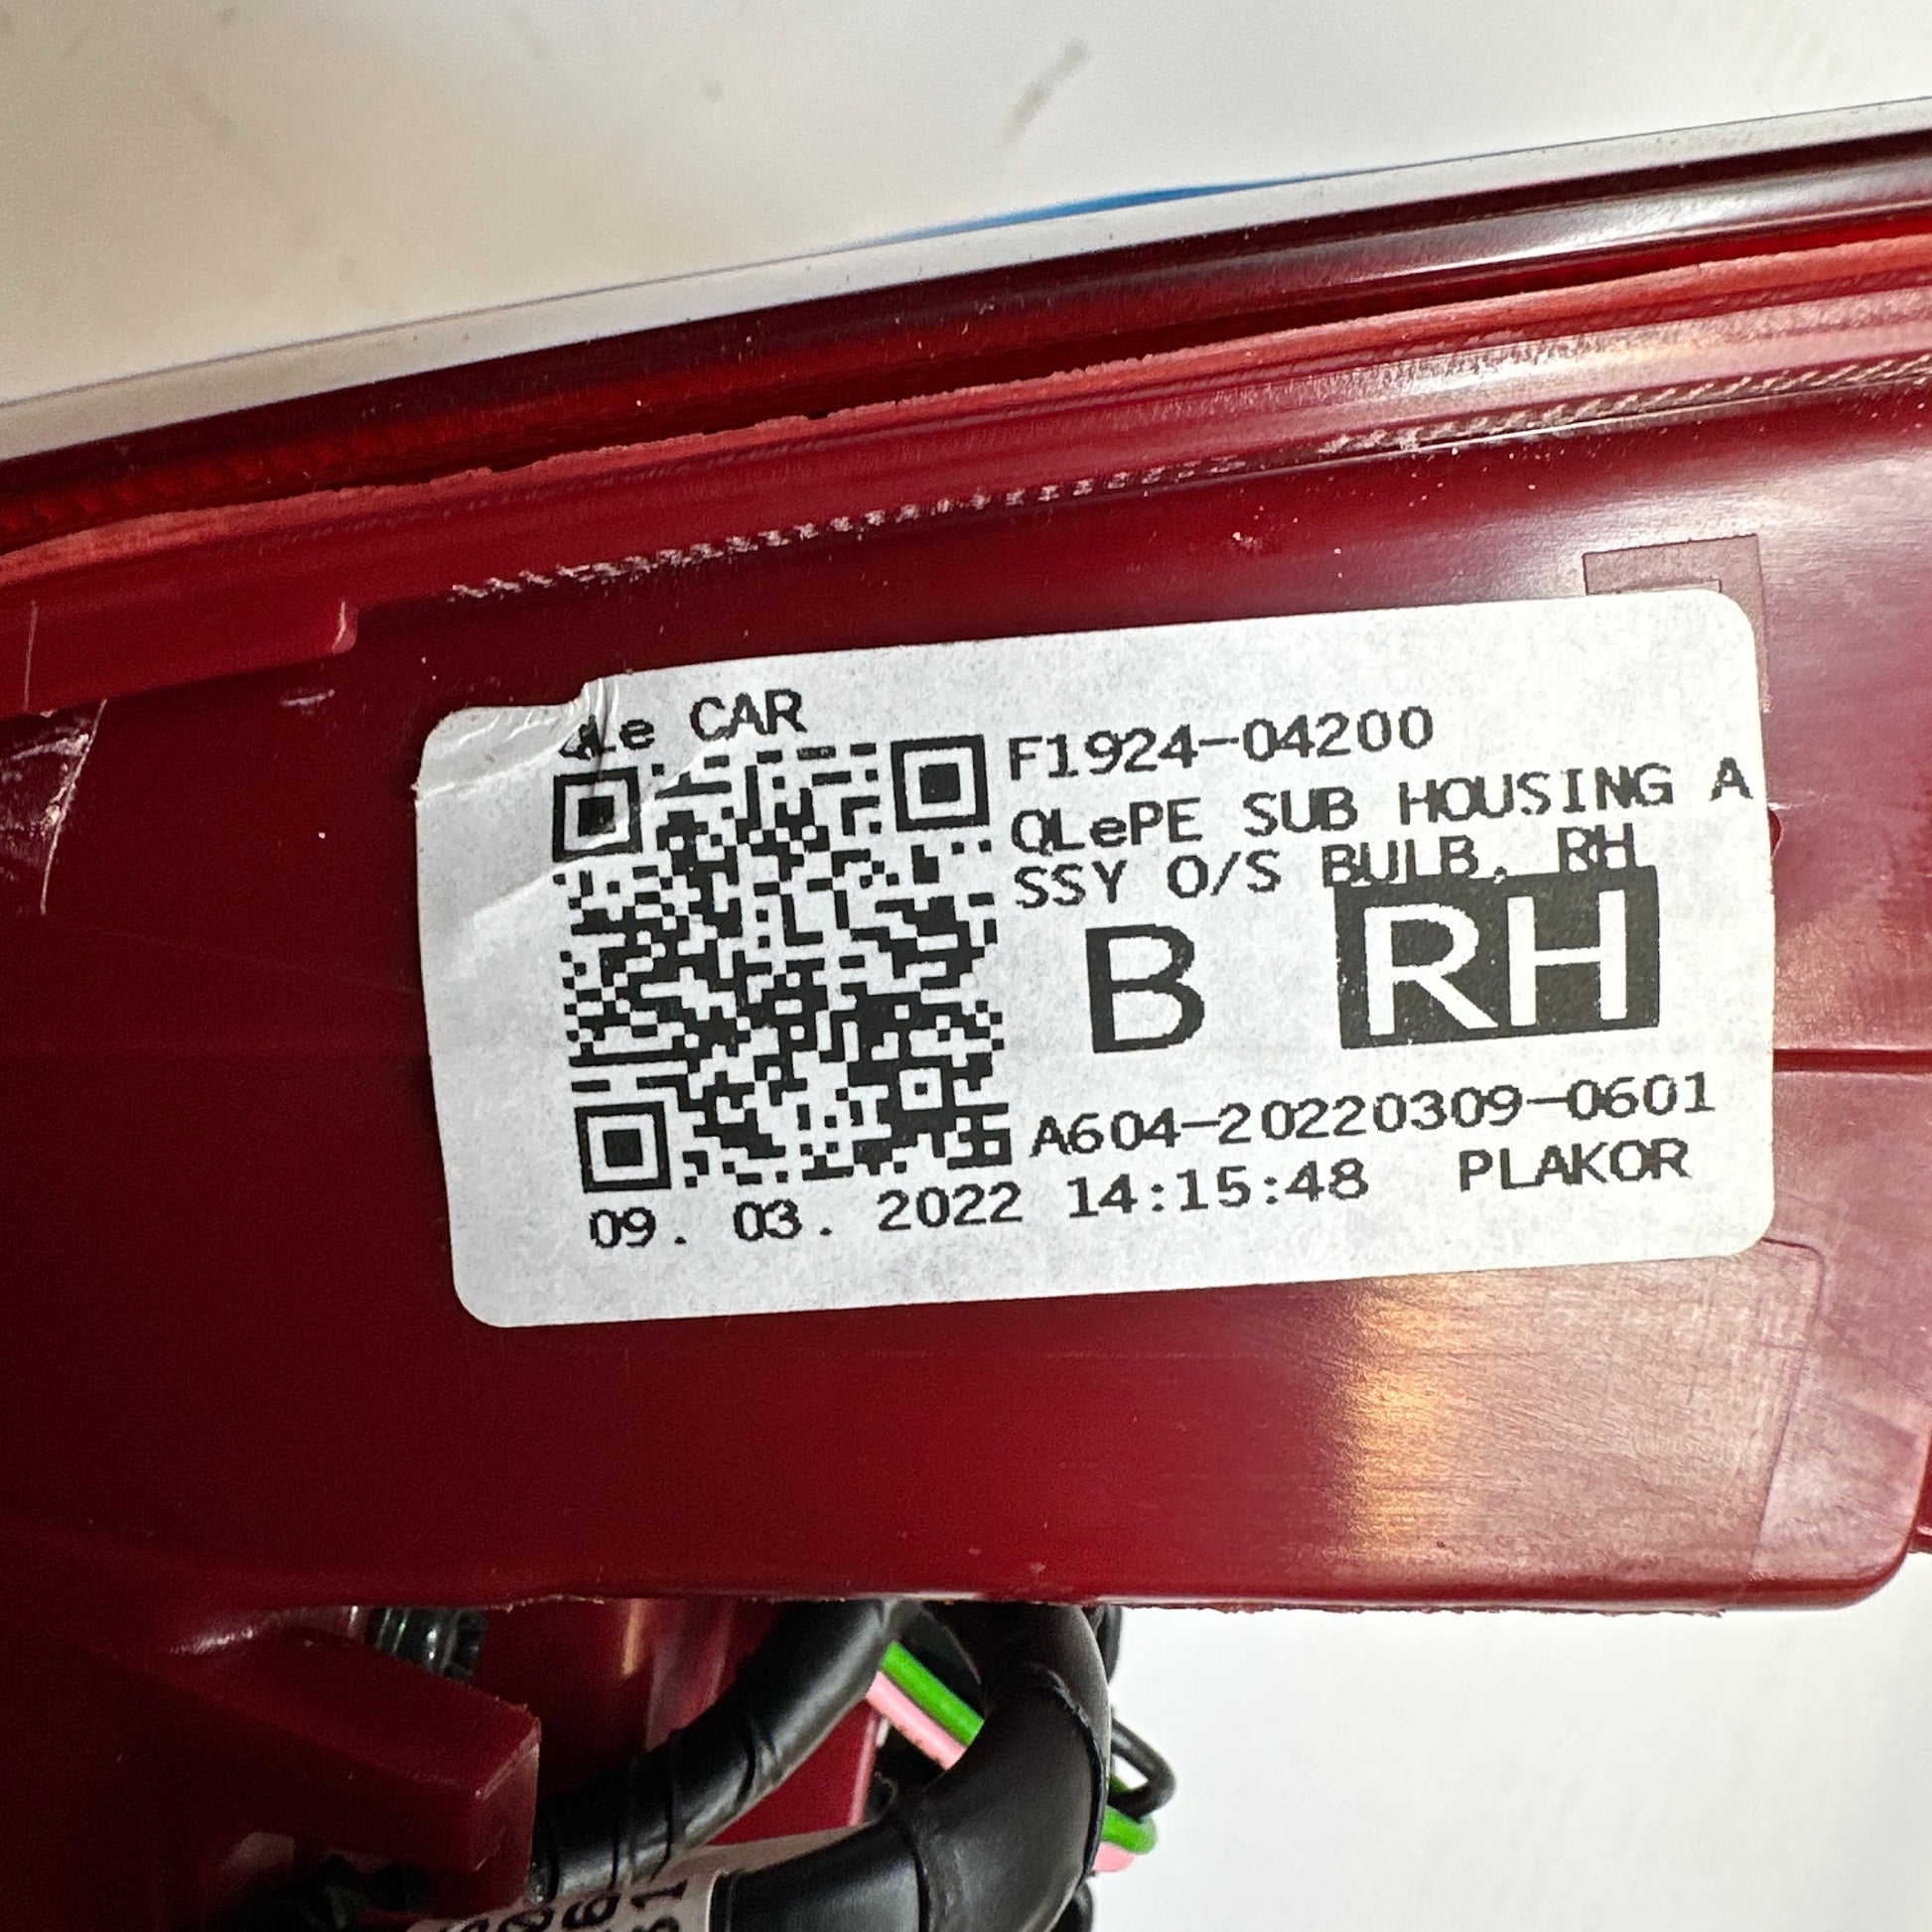 QLe CAR
F1924-04200
QLePE SUB HOUSING A
SSY O/S BULB, RH
B RH
A604-20220309-0601
09. 03. 2022 14:15:48 PLAKOR